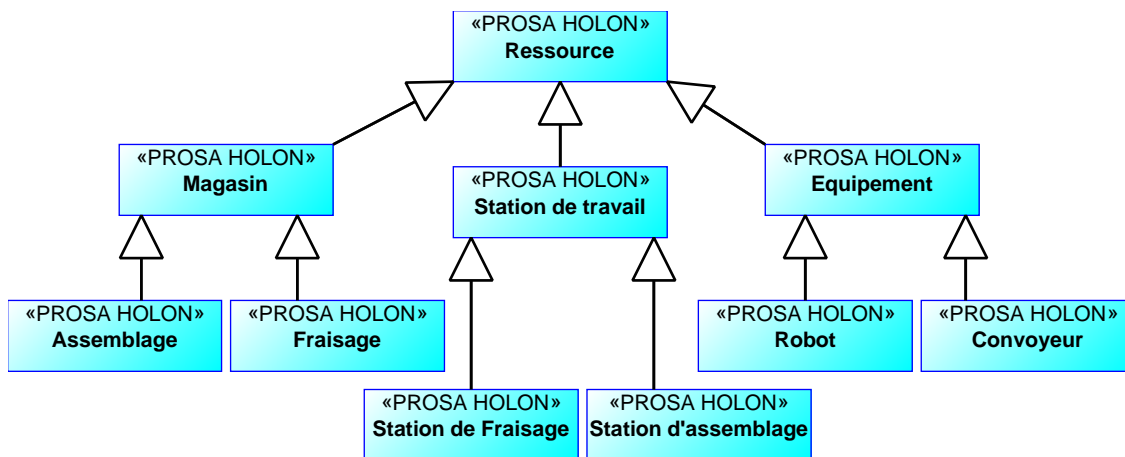 «PROSA HOLON»
Ressource
«PROSA HOLON»
Magasin
«PROSA HOLON»
Station de travail
«PROSA HOLON»
Equipement
«PROSA HOLON»
Assemblage
«PROSA HOLON»
Fraisage
«PROSA HOLON»
Robot
«PROSA HOLON»
Convoyeur
«PROSA HOLON»
Station de Fraisage
«PROSA HOLON»
Station d'assemblage